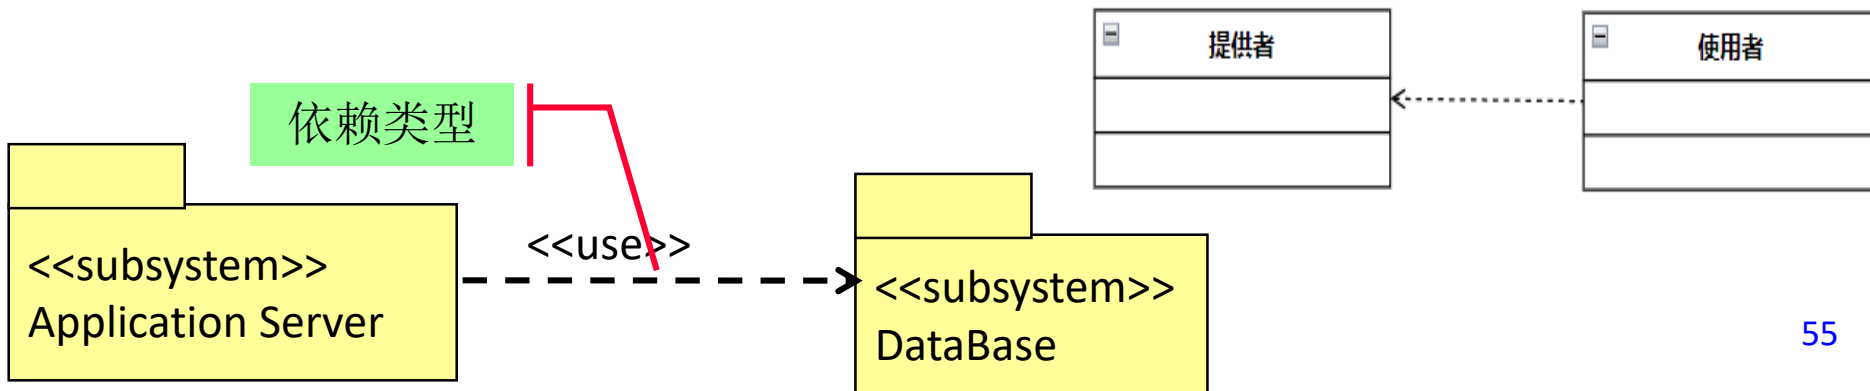 提供者
使用者
依赖类型
<<use>>
<<subsystem>>
Application Server
<<subsystem>>
DataBase
55